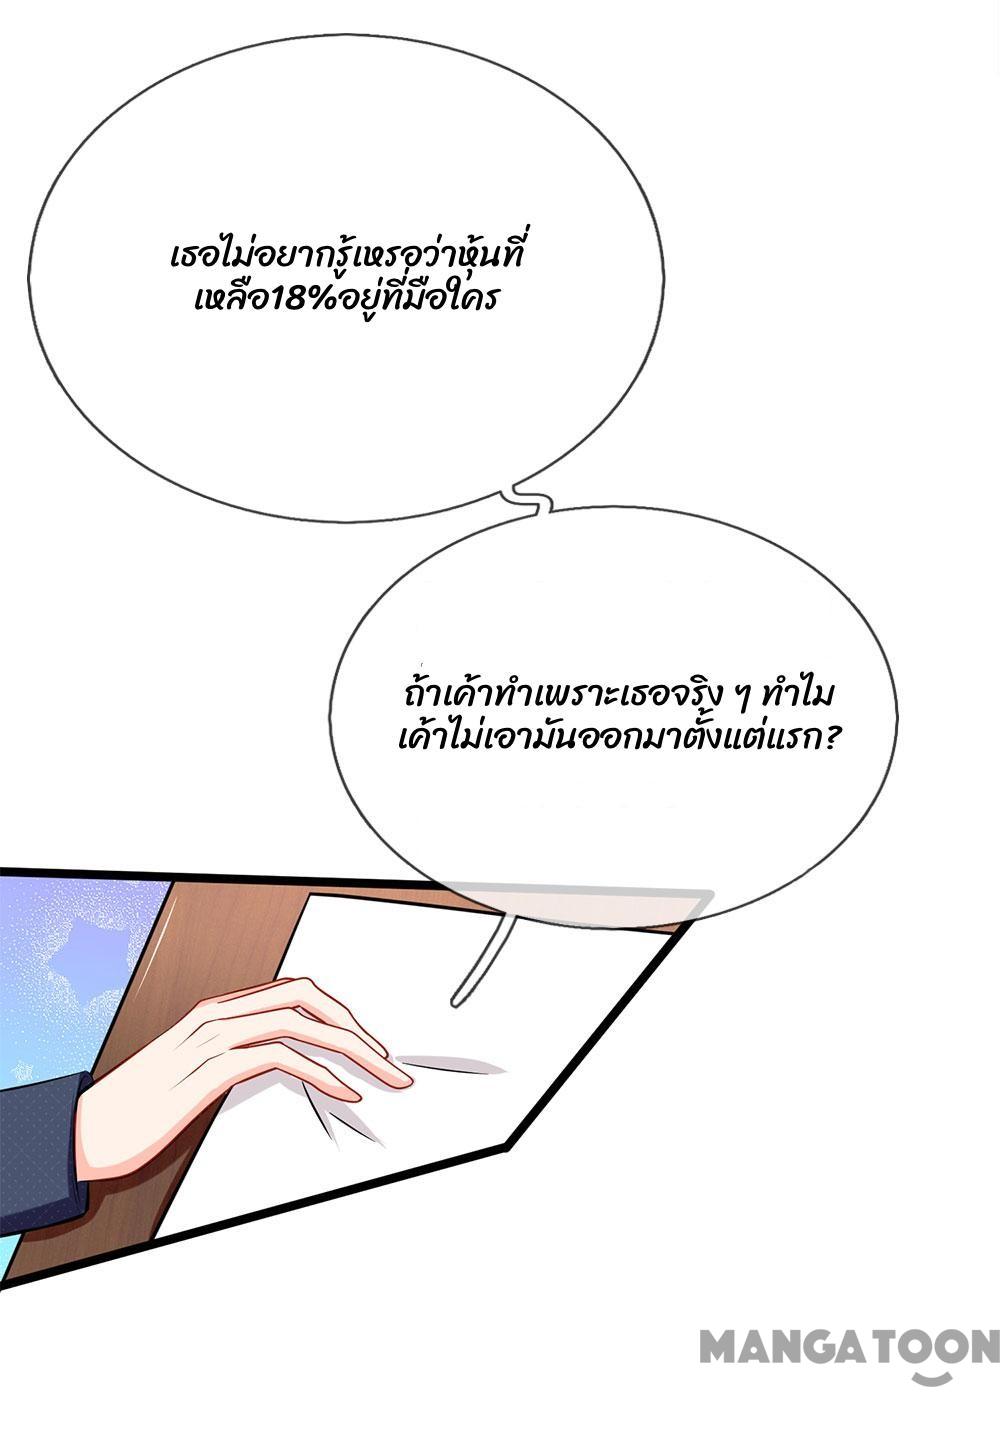 เธอไม่อยากรู้เหรอว่าหุ้นที่
เหลือ18%อยู่ที่มือใคร
ถ้าเค้าทำเพราะเธอจริง ๆ ทำไม
เค้าไม่เอามันออกมาตั้งแต่แรก?
MANGATOON